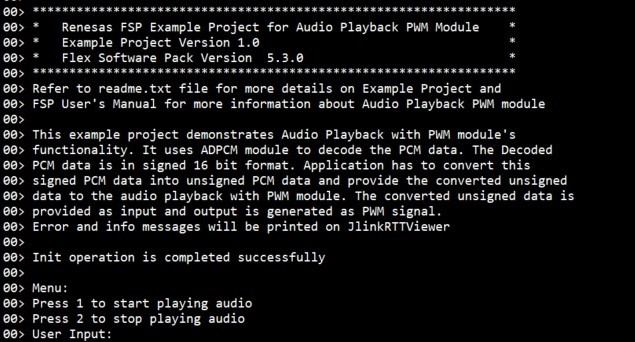 00> ******************************************************************
00> *   Renesas FSP Example Project for Audio Playback PWM Module    *
00> *   Example Project Version 1.0                                  *
00> *   Flex Software Pack Version  5.3.0                            *
00> ******************************************************************
00> Refer to readme.txt file for more details on Example Project and
00> FSP User's Manual for more information about Audio Playback PWM module
00>
00> This example project demonstrates Audio Playback with PWM module's
00> functionality. It uses ADPCM module to decode the PCM data. The Decoded
00> PCM data is in signed 16 bit format. Application has to convert this
00> signed PCM data into unsigned PCM data and provide the converted unsigned
00> data to the audio playback with PWM module. The converted unsigned data is
00> provided as input and output is generated as PWM signal.
00> Error and info messages will be printed on JlinkRTTViewer
00>
00> Init operation is completed successfully
00>
00> Menu:
00> Press 1 to start playing audio
00> Press 2 to stop playing audio
00> User Input: